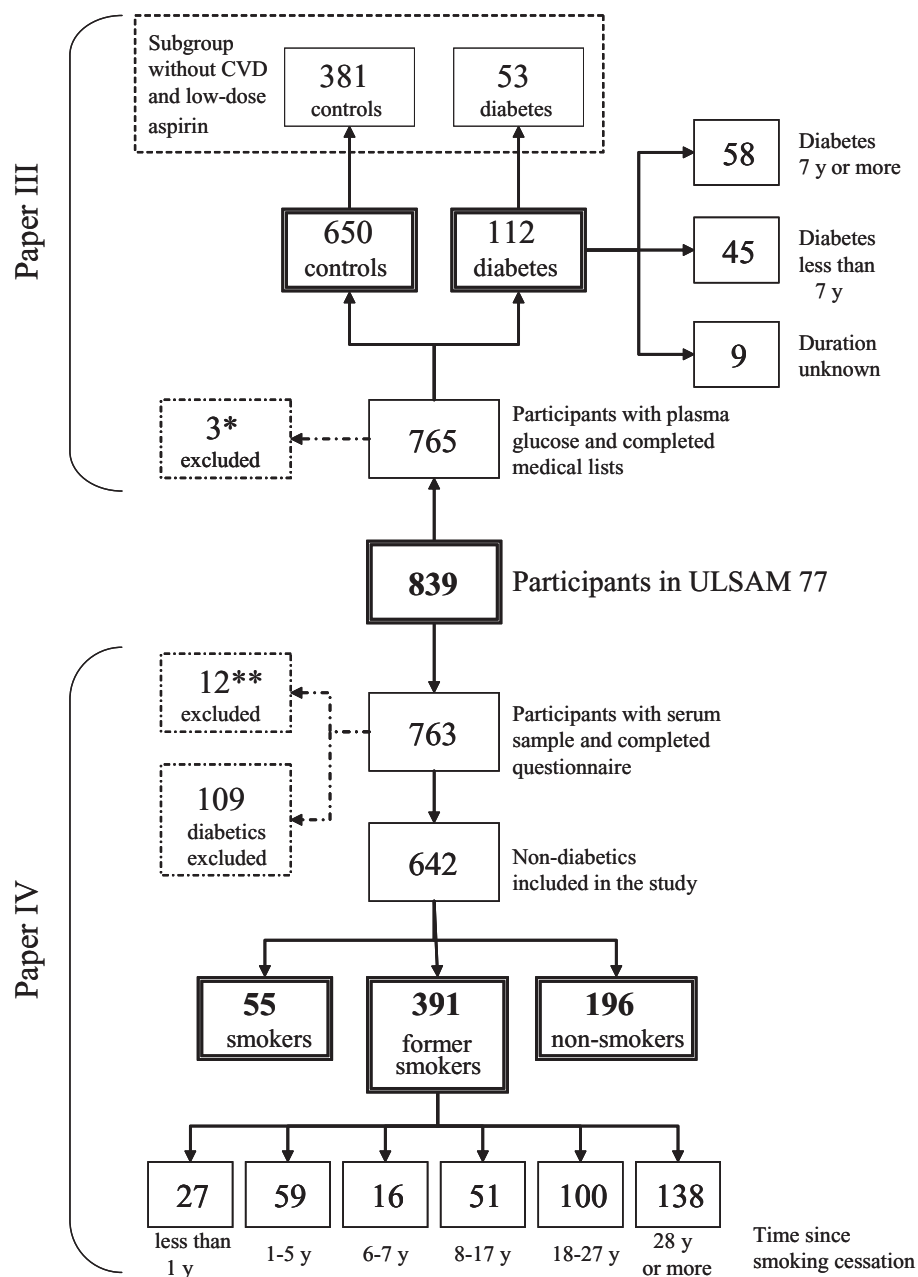 Paper III
Subgroup
without CVD
and low-dose
aspirin
381
controls
53
diabetes
650
controls
112
diabetes
58
Diabetes
7 y or more
45
Diabetes
less than
7 y
9
Duration
unknown
3*
excluded
765
Participants with plasma
glucose and completed
medical lists
839
Participants in ULSAM 77
Paper IV
12**
excluded
763
Participants with serum
sample and completed
questionnaire
109
diabetics
excluded
642
Non-diabetics
included in the study
55
smokers
391
former
smokers
196
non-smokers
27
less than
1 y
59
1-5 y
16
6-7 y
51
8-17 y
100
18-27 y
138
28 y
or more
Time since
smoking cessation